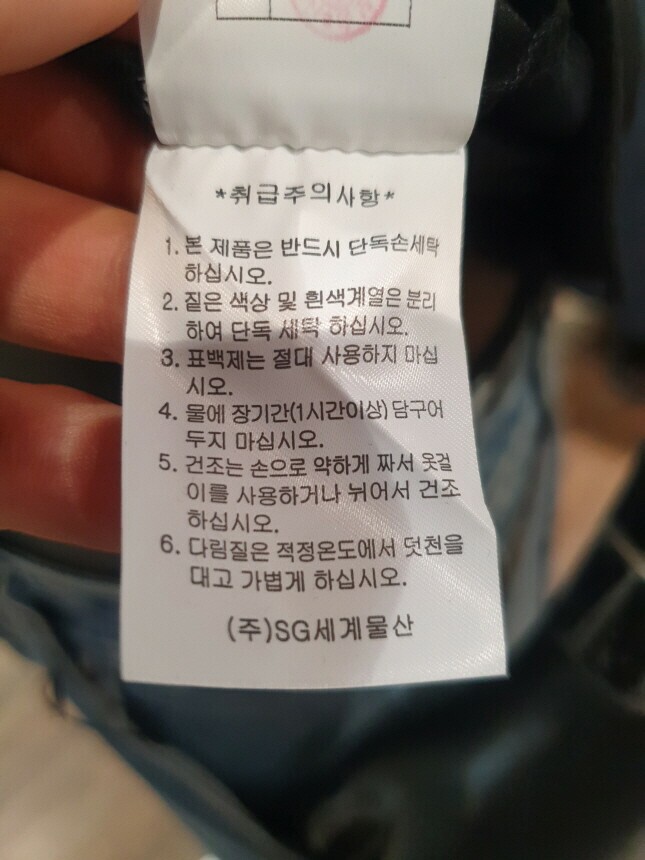 *취급주의사항*
1. 본 제품은 반드시 단독손세탁
하십시오.
2. 짙은 색상 및 흰색계열은 분리
하여 단독 세탁 하십시오.
3. 표백제는 절대 사용하지 마십
시오.
4. 물에 장기간(1시간이상) 담구어
두지 마십시오.
5. 건조는 손으로 약하게 짜서 옷걸
이를 사용하거나 뉘어서 건조
하십시오.
6. 다림질은 적정온도에서 덧천을
대고 가볍게 하십시오.
(주)SG세계물산